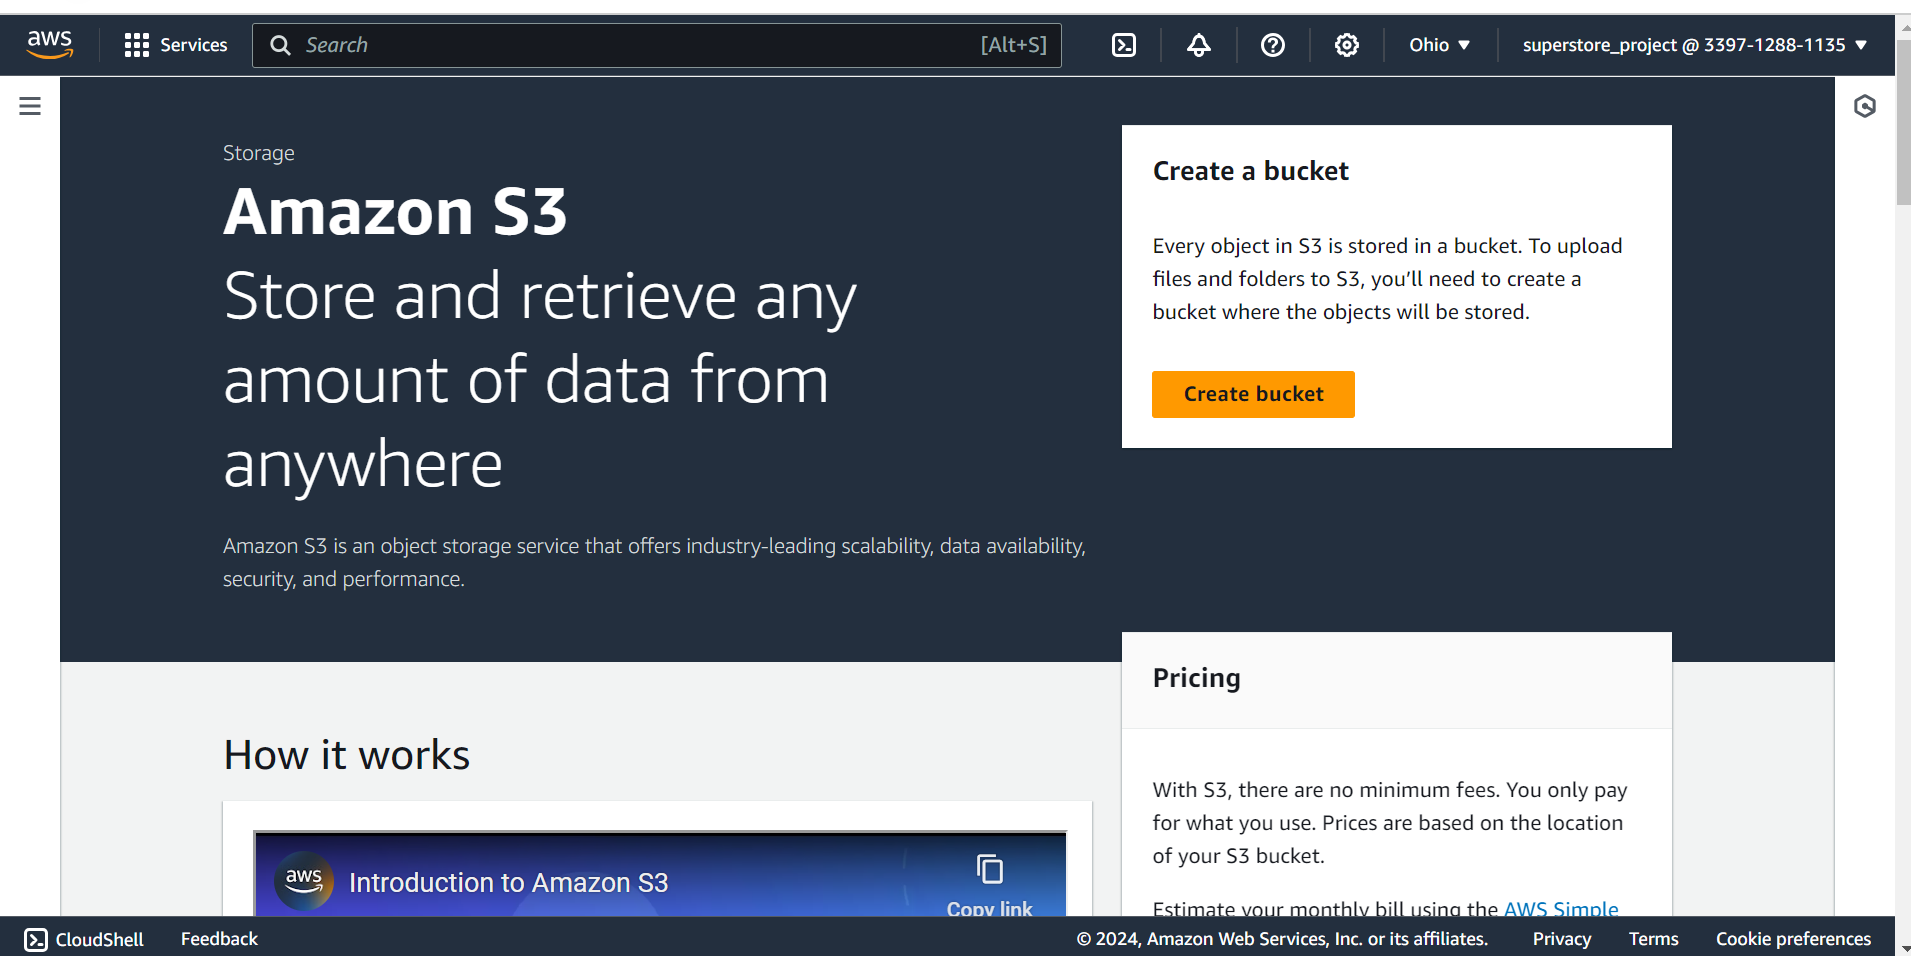 aws
Services
Search
[Alt+S]
Ohio
superstore_project @ 3397-1288-1135
Storage
Amazon S3
Store and retrieve any
amount of data from
anywhere
Amazon S3 is an object storage service that offers industry-leading scalability, data availability,
security, and performance.
Create a bucket
Every object in S3 is stored in a bucket. To upload
files and folders to S3, you’ll need to create a
bucket where the objects will be stored.
Create bucket
How it works
aws
Introduction to Amazon S3
Copy link
Pricing
With S3, there are no minimum fees. You only pay
for what you use. Prices are based on the location
of your S3 bucket.
Estimate your monthly bill using the AWS Simple
CloudShell
Feedback
© 2024, Amazon Web Services, Inc. or its affiliates.
Privacy
Terms
Cookie preferences